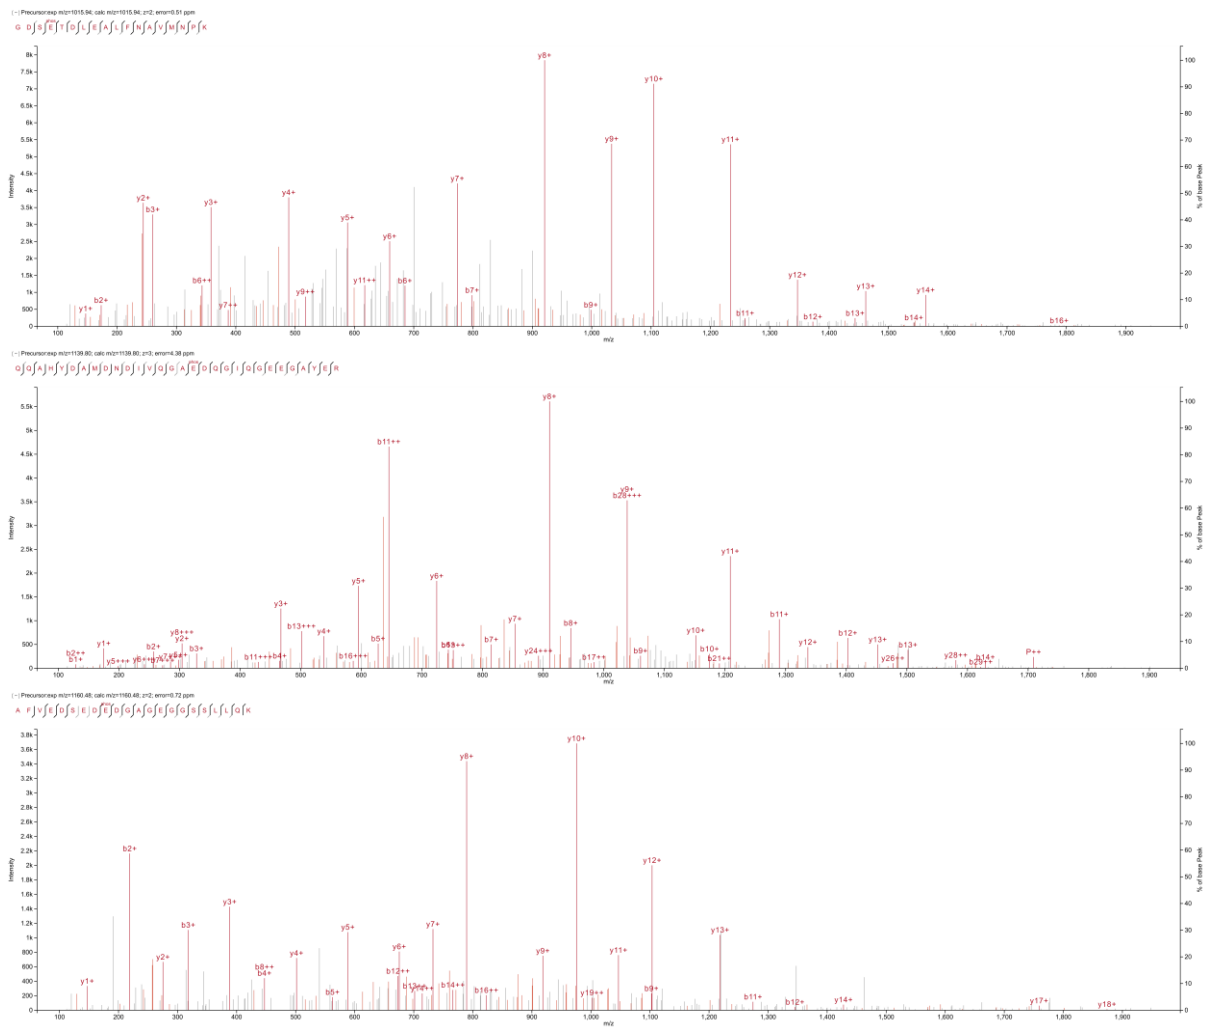 (−) Precursor:exp m/z=1015.94; calc m/z=1015.94; z=2; error=0.51 ppm
G D S E T D L E A L F N A V M N P K
8k
7.5k
7k
6.5k
6k
5.5k
5k
4.5k
4k
3.5k
3k
2.5k
2k
1.5k
1k
500
0
Intensity
y1+
b2+
y2+
b3+
b6++
y3+
y7++
y4+
y9++
y5+
y11++
y6+
b6+
y7+
b7+
y8+
b9+
y9+
y10+
y11+
b11+
y12+
b12+
b13+
y13+
b14+
y14+
b16+
100
90
80
70
60
50
40
30
20
10
0
% of base Peak
100 200 300 400 500 600 700 800 900 1,000 1,100 1,200 1,300 1,400 1,500 1,600 1,700 1,800 1,900
m/z
(−) Precursor:exp m/z=1139.80; calc m/z=1139.80; z=3; error=4.38 ppm
Q Q A H Y D A M D N D I V Q G A E D Q G I Q G E E G A Y E R
5.5k
5k
4.5k
4k
3.5k
3k
2.5k
2k
1.5k
1k
500
0
Intensity
b2++
b1+
y1+
y5+++
b2+
y2+
b3+
b11+++
b4+
y3+
b13+++
y4+
b16+++
y5+
b5+
b11++
y6+
b7+
y7+
y24+++
y8+
b8+
b17++
y9+
b28+++
b9+
y10+
b10+
b21++
y11+
b11+
y12+
b12+
y13+
y26++
b13+
y28++
b14+
b29++
P++
100
90
80
70
60
50
40
30
20
10
0
% of base Peak
100 200 300 400 500 600 700 800 900 1,000 1,100 1,200 1,300 1,400 1,500 1,600 1,700 1,800 1,900
m/z
(−) Precursor:exp m/z=1160.48; calc m/z=1160.48; z=2; error=0.72 ppm
A F V E D S E D E D G A G E G G S S L L Q K
3.8k
3.6k
3.4k
3.2k
3k
2.8k
2.6k
2.4k
2.2k
2k
1.8k
1.6k
1.4k
1.2k
1k
800
600
400
200
0
Intensity
y1+
b2+
y2+
b3+
y3+
b8++
b4+
y4+
b5+
y5+
b12++
y6+
y7+
b14++
y8+
b16++
y9+
y10+
y19++
y11+
b9+
y12+
y13+
b11+
b12+
y14+
y17+
y18+
100
90
80
70
60
50
40
30
20
10
0
% of base Peak
100 200 300 400 500 600 700 800 900 1,000 1,100 1,200 1,300 1,400 1,500 1,600 1,700 1,800 1,900
m/z